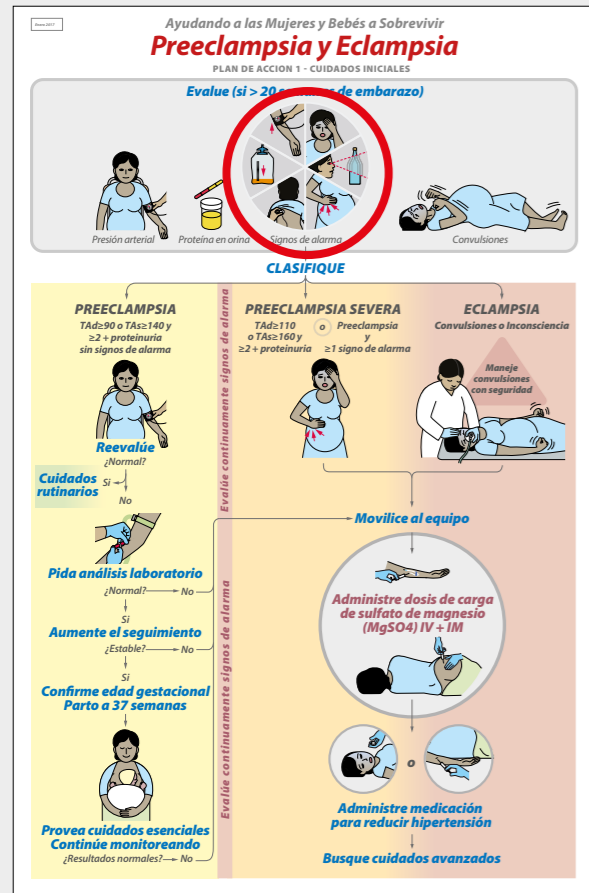 Enero 2017
Ayudando a las Mujeres y Bebés a Sobrevivir
Preeclampsia y Eclampsia
PLAN DE ACCION 1 - CUIDADOS INICIALES
Evalue (si > 20 de embarazo)
Presión arterial
Proteína en orina
Signos de alarma
Convulsiones
CLASIFIQUE
PREECLAMPSIA
TAd≥90 o TAs≥140 y
≥2 + proteinuria
sin signos de alarma
Reevalúe
¿Normal?
Si
Cuidados
rutinarios
No
Pida análisis laboratorio
¿Normal?
No
Si
Aumente el seguimiento
¿Estable?
No
Si
Confirme edad gestacional
Parto a 37 semanas
Provea cuidados esenciales
Continúe monitoreando
¿Resultados normales?
No
Evalúe continuamente signos de alarma
Evalúe continuamente signos de alarma
PREECLAMPSIA SEVERA
TAd≥110
o TAs≥160 y
≥2 + proteinuria
o
Preeclampsia
y
≥1 signo de alarma
ECLAMPSIA
Convulsiones o Inconsciencia
Maneje
convulsiones
con seguridad
Movilice al equipo
Administre dosis de carga
de sulfato de magnesio
(MgSO4) IV + IM
o
Administre medicación
para reducir hipertensión
Busque cuidados avanzados